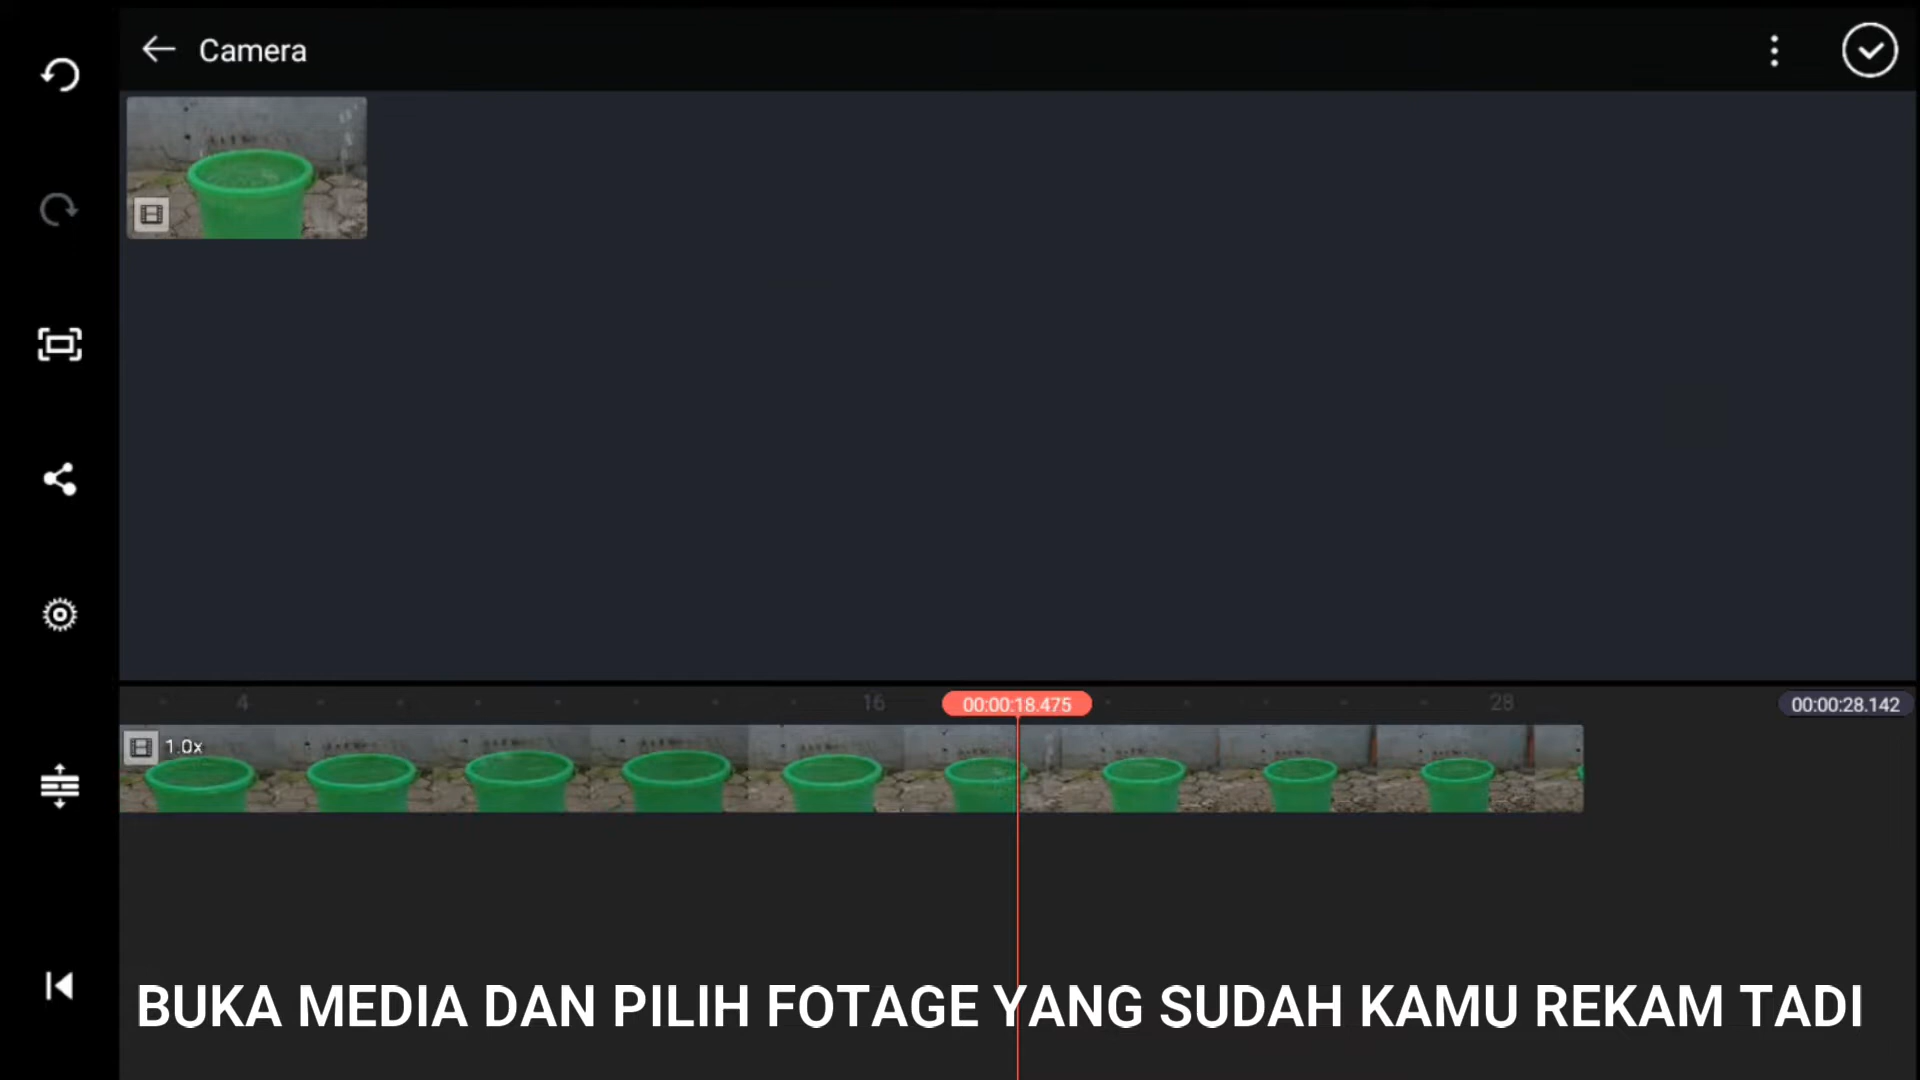 Camera
4
16
00:00:18.475
28
00:00:28.142
1.0x
BUKA MEDIA DAN PILIH FOTAGE YANG SUDAH KAMU REKAM TADI